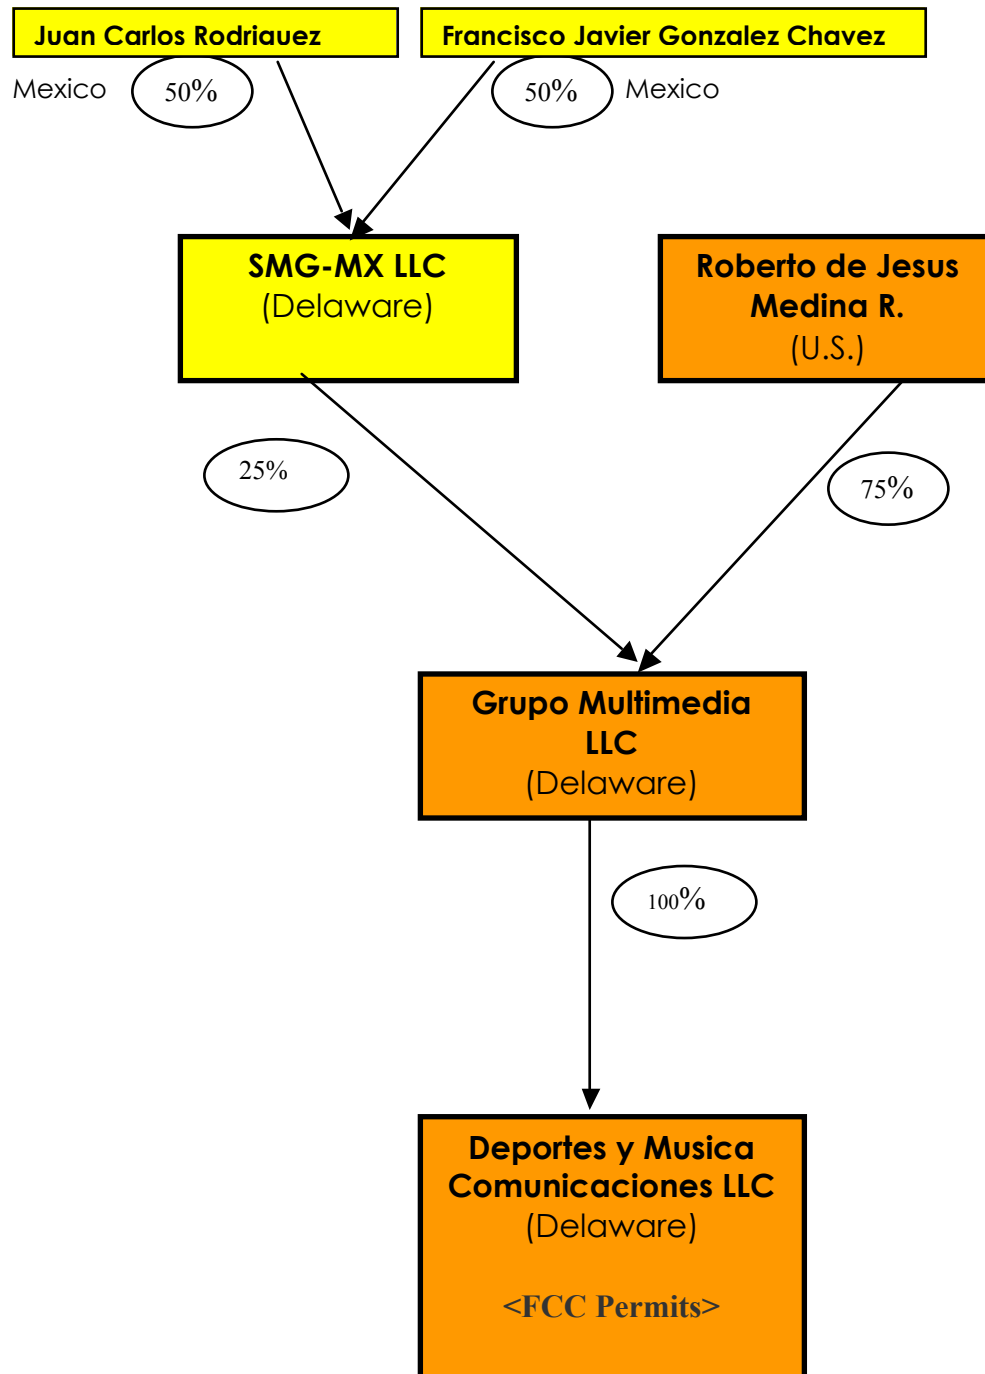 Juan Carlos Rodriauez
Francisco Javier Gonzalez Chavez
Mexico
50%
50%
Mexico
SMG-MX LLC
(Delaware)
Roberto de Jesus
Medina R.
(U.S.)
25%
75%
Grupo Multimedia
LLC
(Delaware)
100%
Deportes y Musica
Comunicaciones LLC
(Delaware)
<FCC Permits>